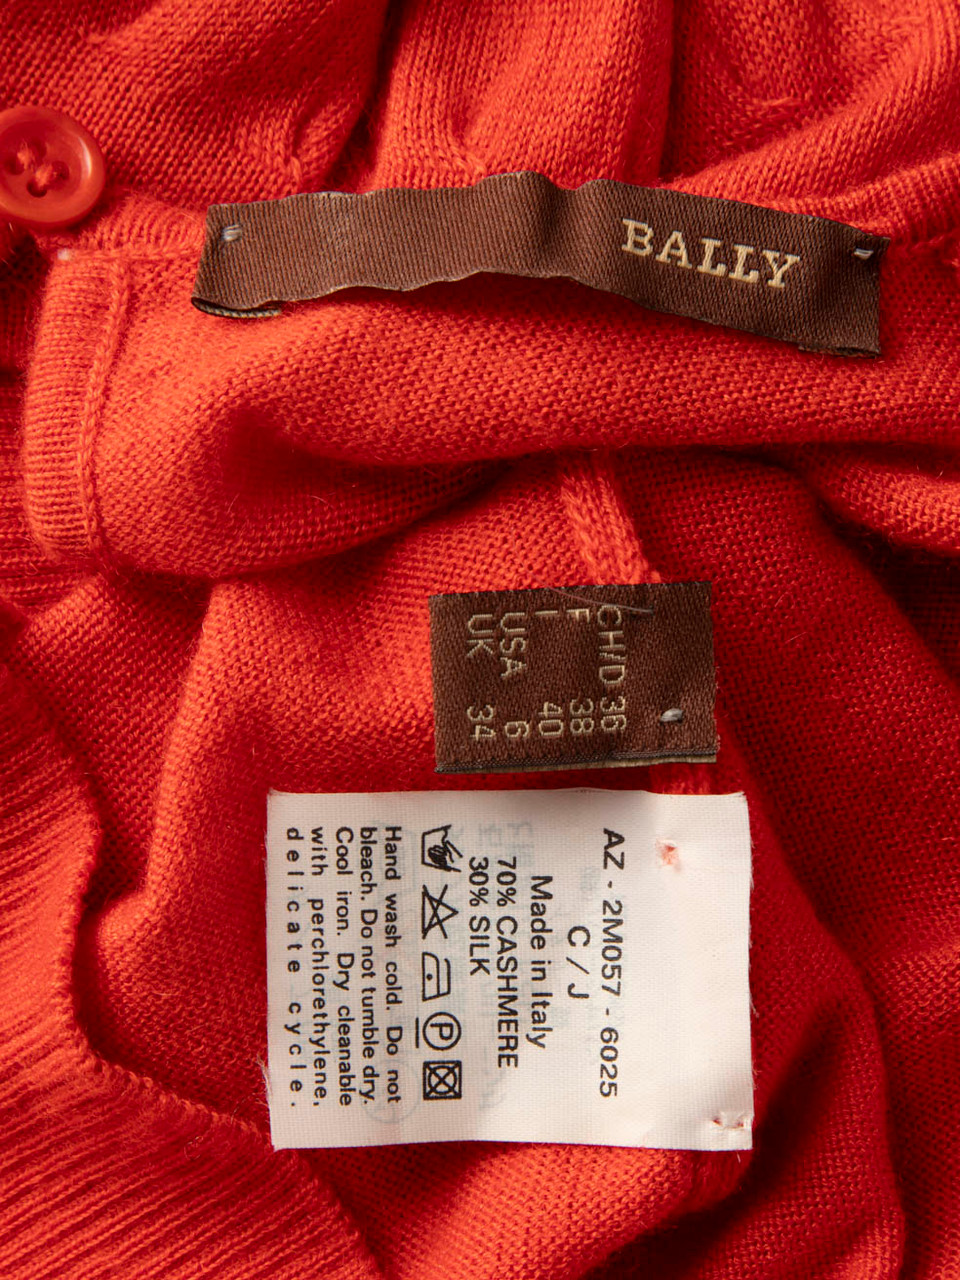 BALLY
CH/D 36
F 38
I 40
USA 6
UK 34
AZ - 2M057 - 6025
C / J
Made in Italy
70% CASHMERE
30% SILK
P
Hand wash cold. Do not
bleach. Do not tumble dry.
Cool iron. Dry cleanable
with perchlorethylene,
delicate cycle.